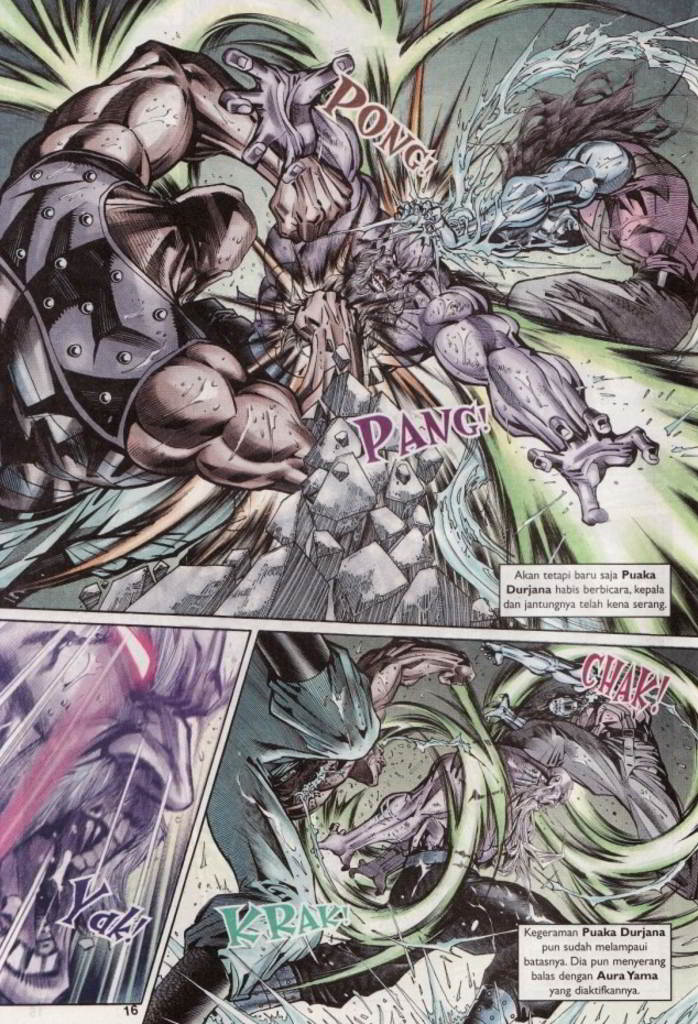 PONG!
PANG!
Akan tetapi baru saja Puaka
Durjana habis berbicara, kepala
dan jantungnya telah kena serang.
Yak!
CHAK!
KRAK!
Kegeraman Puaka Durjana
pun sudah melampaui
batasnya. Dia pun menyerang
balas dengan Aura Yama
yang diaktifkannya.
16